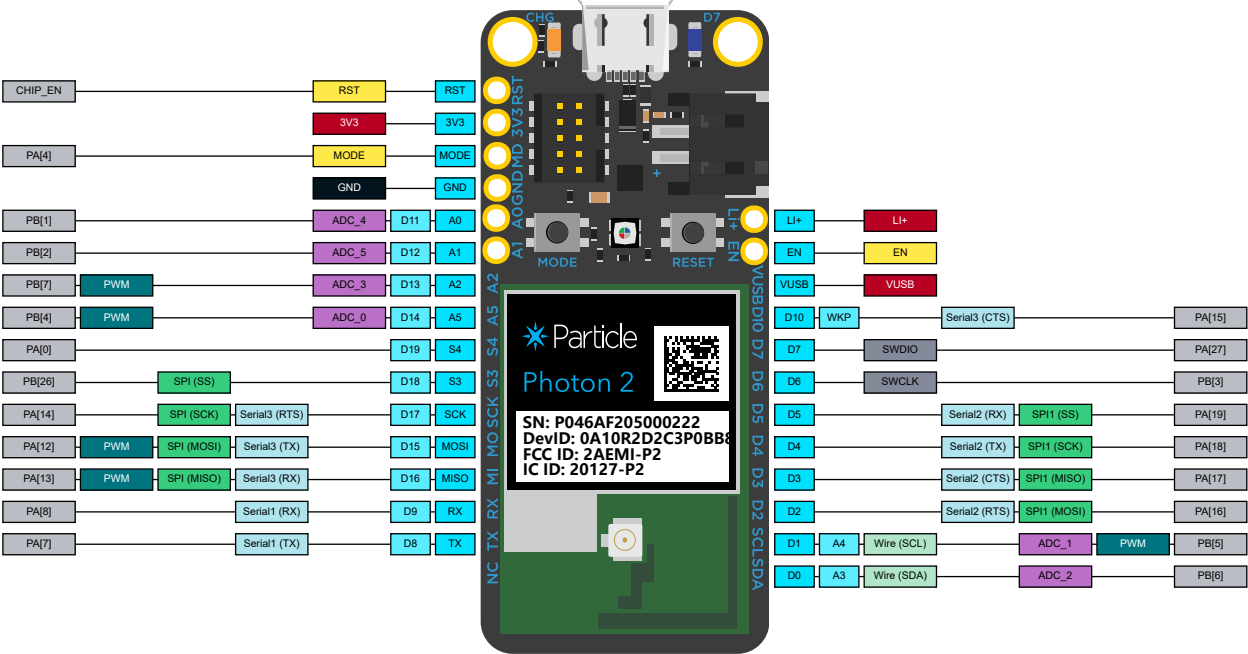 CHG D7
CHIP_EN RST RST RST
3V3 3V3 3V3
PA[4] MODE MODE MD
GND GND GND
PB[1] ADC_4 D11 A0 A0 Li+ LI+ LI+
PB[2] ADC_5 D12 A1 A1 EN EN EN
MODE RESET
PB[7] PWM ADC_3 D13 A2 A2 VUSB VUSB VUSB
PB[4] PWM ADC_0 D14 A5 A5 D10 D10 WKP Serial3 (CTS) PA[15]
PA[0] D19 S4 S4 D7 D7 SWDIO PA[27]
PB[26] SPI (SS) D18 S3 S3 D6 D6 SWCLK PB[3]
PA[14] SPI (SCK) Serial3 (RTS) D17 SCK SCK D5 D5 Serial2 (RX) SPI1 (SS) PA[19]
PA[12] PWM SPI (MOSI) Serial3 (TX) D15 MOSI MO D4 D4 Serial2 (TX) SPI1 (SCK) PA[18]
PA[13] PWM SPI (MISO) Serial3 (RX) D16 MISO MI D3 D3 Serial2 (CTS) SPI1 (MISO) PA[17]
PA[8] Serial1 (RX) D9 RX RX D2 D2 Serial2 (RTS) SPI1 (MOSI) PA[16]
PA[7] Serial1 (TX) D8 TX TX SCL D1 A4 Wire (SCL) ADC_1 PWM PB[5]
NC SDA D0 A3 Wire (SDA) ADC_2 PB[6]
+
Particle
Photon 2
SN: P046AF205000222
DevID: 0A10R2D2C3P0BB8
FCC ID: 2AEMI-P2
IC ID: 20127-P2